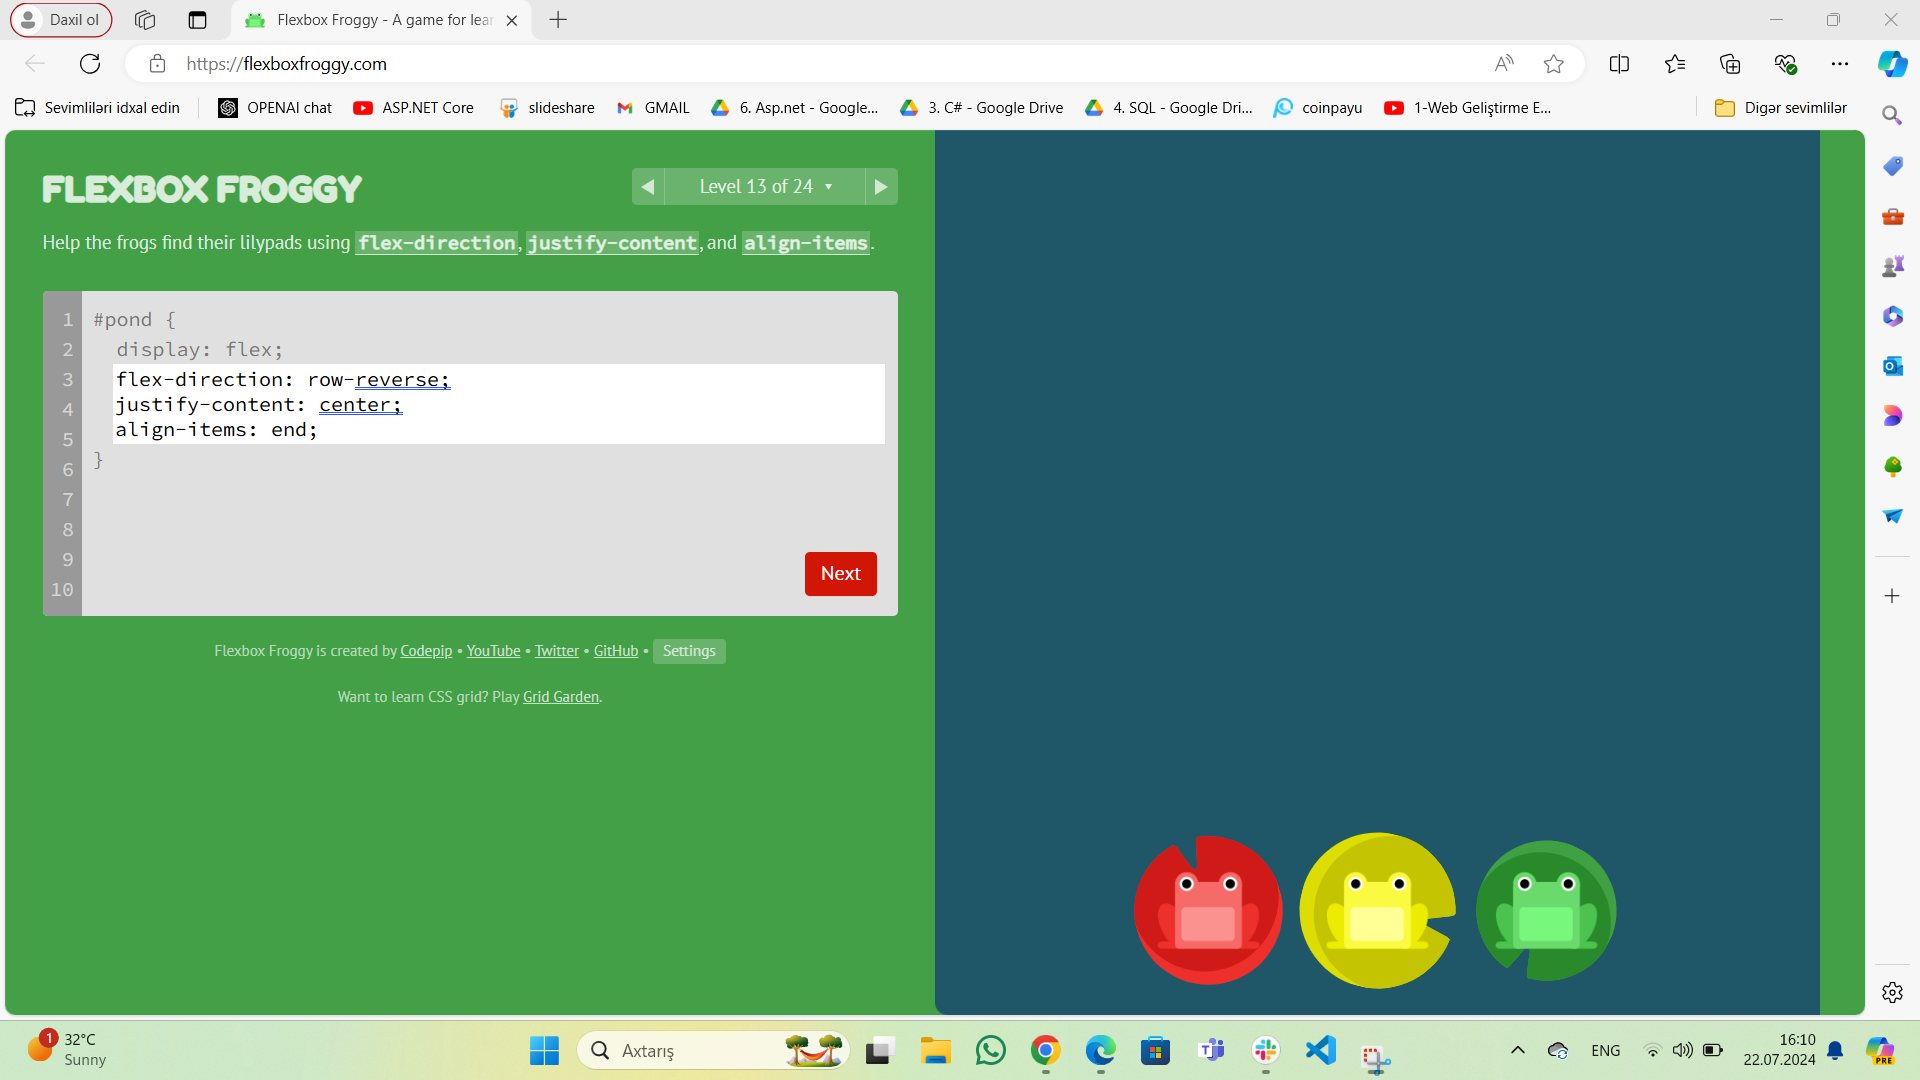 Daxil ol
Flexbox Froggy - A game for lear
https://flexboxfroggy.com
Sevimliləri idxal edin
OPENAI chat
ASP.NET Core
slideshare
GMAIL
6. Asp.net - Google...
3. C# - Google Drive
4. SQL - Google Dri...
coinpayu
1-Web Geliştirme E...
Digər sevimlilər
FLEXBOX FROGGY
Level 13 of 24
Help the frogs find their lilypads using flex-direction, justify-content, and align-items.
1 #pond {
2 display: flex;
3 flex-direction: row-reverse;
4 justify-content: center;
5 align-items: end;
6 }
7
8
9
10
Next
Flexbox Froggy is created by Codepip • YouTube • Twitter • GitHub • Settings
Want to learn CSS grid? Play Grid Garden.
1
32°C
Sunny
Axtarış
ENG
16:10
22.07.2024
PRE